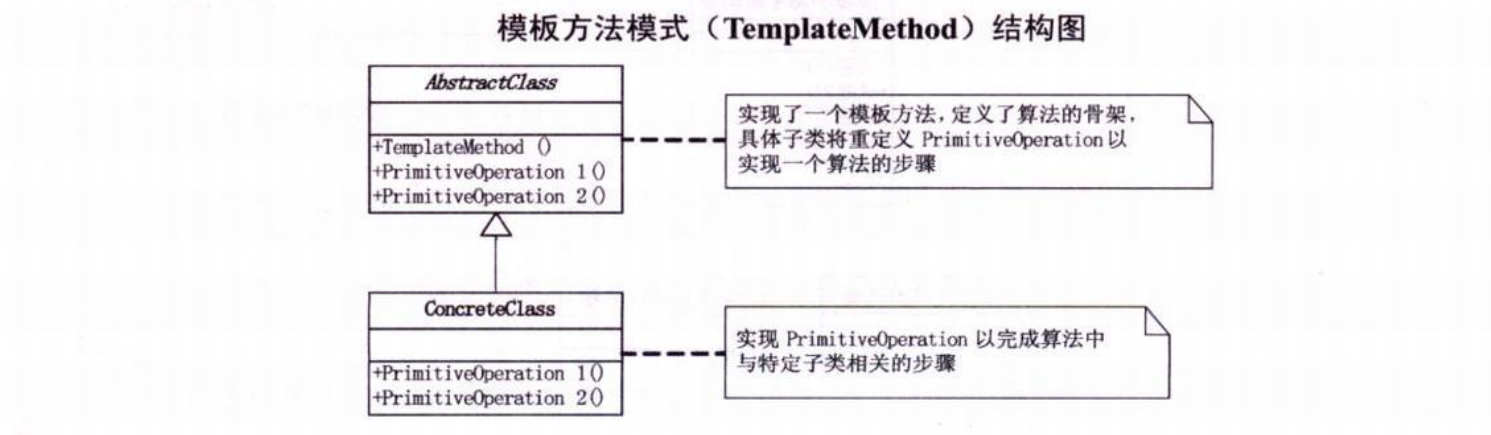 模板方法模式（TemplateMethod）结构图
AbstractClass
+TemplateMethod ()
+PrimitiveOperation 1()
+PrimitiveOperation 2()
实现了一个模板方法，定义了算法的骨架，
具体子类将重定义 PrimitiveOperation 以
实现一个算法的步骤
ConcreteClass
+PrimitiveOperation 1()
+PrimitiveOperation 2()
实现 PrimitiveOperation 以完成算法中
与特定子类相关的步骤